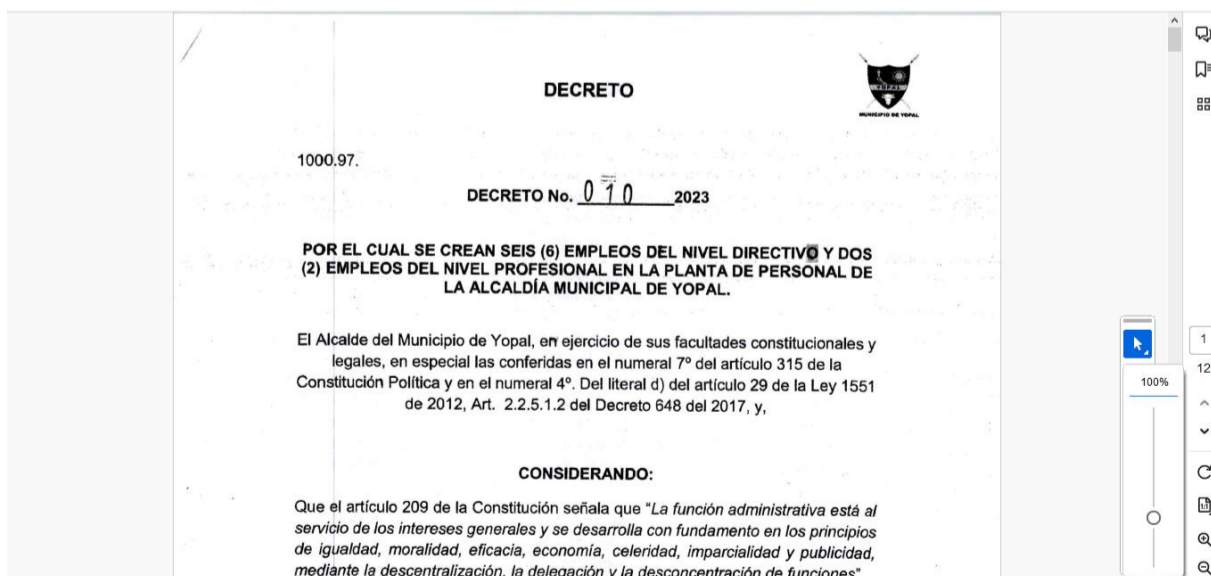 DECRETO
YOPAL
MUNICIPIO DE YOPAL
1000.97.
DECRETO No. 010 2023
POR EL CUAL SE CREAN SEIS (6) EMPLEOS DEL NIVEL DIRECTIVO Y DOS
(2) EMPLEOS DEL NIVEL PROFESIONAL EN LA PLANTA DE PERSONAL DE
LA ALCALDÍA MUNICIPAL DE YOPAL.
El Alcalde del Municipio de Yopal, en ejercicio de sus facultades constitucionales y
legales, en especial las conferidas en el numeral 7º del artículo 315 de la
Constitución Política y en el numeral 4º. Del literal d) del artículo 29 de la Ley 1551
de 2012, Art. 2.2.5.1.2 del Decreto 648 del 2017, y,
CONSIDERANDO:
Que el artículo 209 de la Constitución señala que "La función administrativa está al
servicio de los intereses generales y se desarrolla con fundamento en los principios
de igualdad, moralidad, eficacia, economía, celeridad, imparcialidad y publicidad,
mediante la descentralización, la delegación y la desconcentración de funciones"
1
12
100%